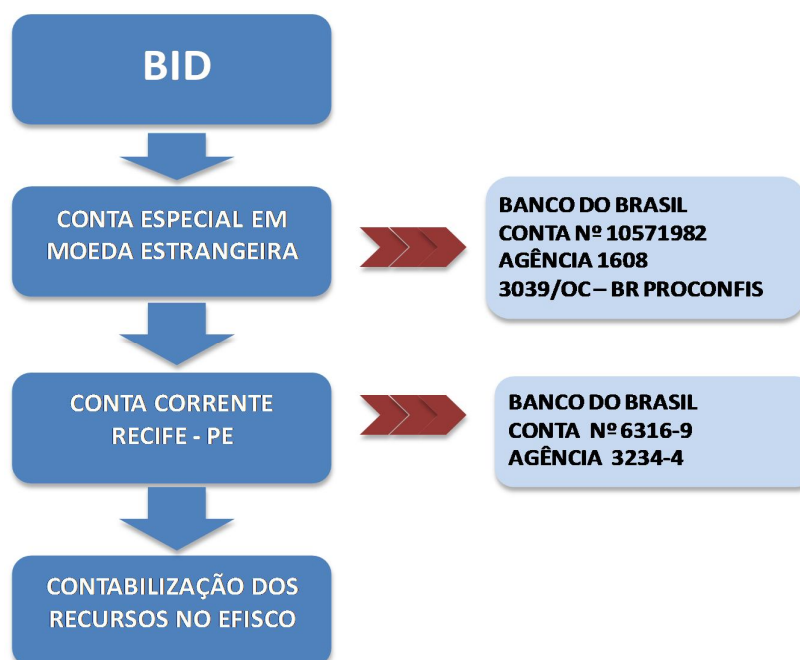 BID
CONTA ESPECIAL EM
MOEDA ESTRANGEIRA
BANCO DO BRASIL
CONTA Nº 10571982
AGÊNCIA 1608
3039/OC – BR PROCONFIS
CONTA CORRENTE
RECIFE - PE
BANCO DO BRASIL
CONTA Nº 6316-9
AGÊNCIA 3234-4
CONTABILIZAÇÃO DOS
RECURSOS NO EFISCO